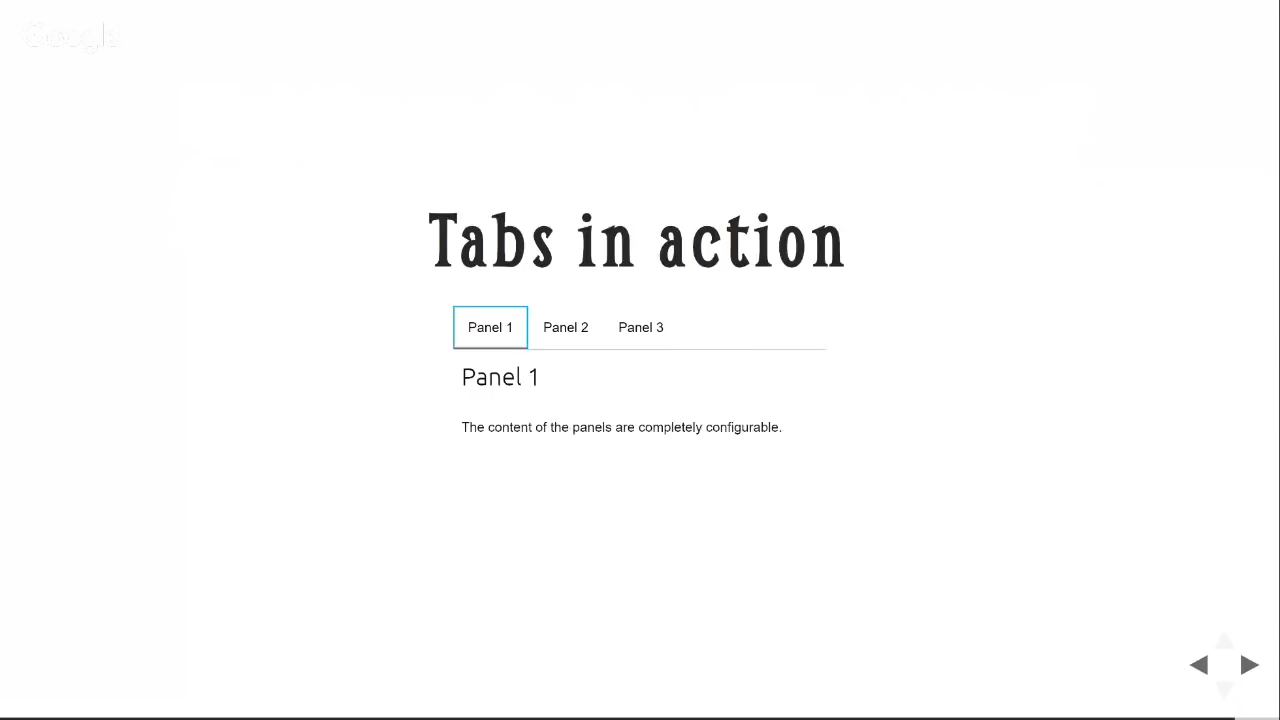 Google
Tabs in action
Panel 1 Panel 2 Panel 3
Panel 1
The content of the panels are completely configurable.